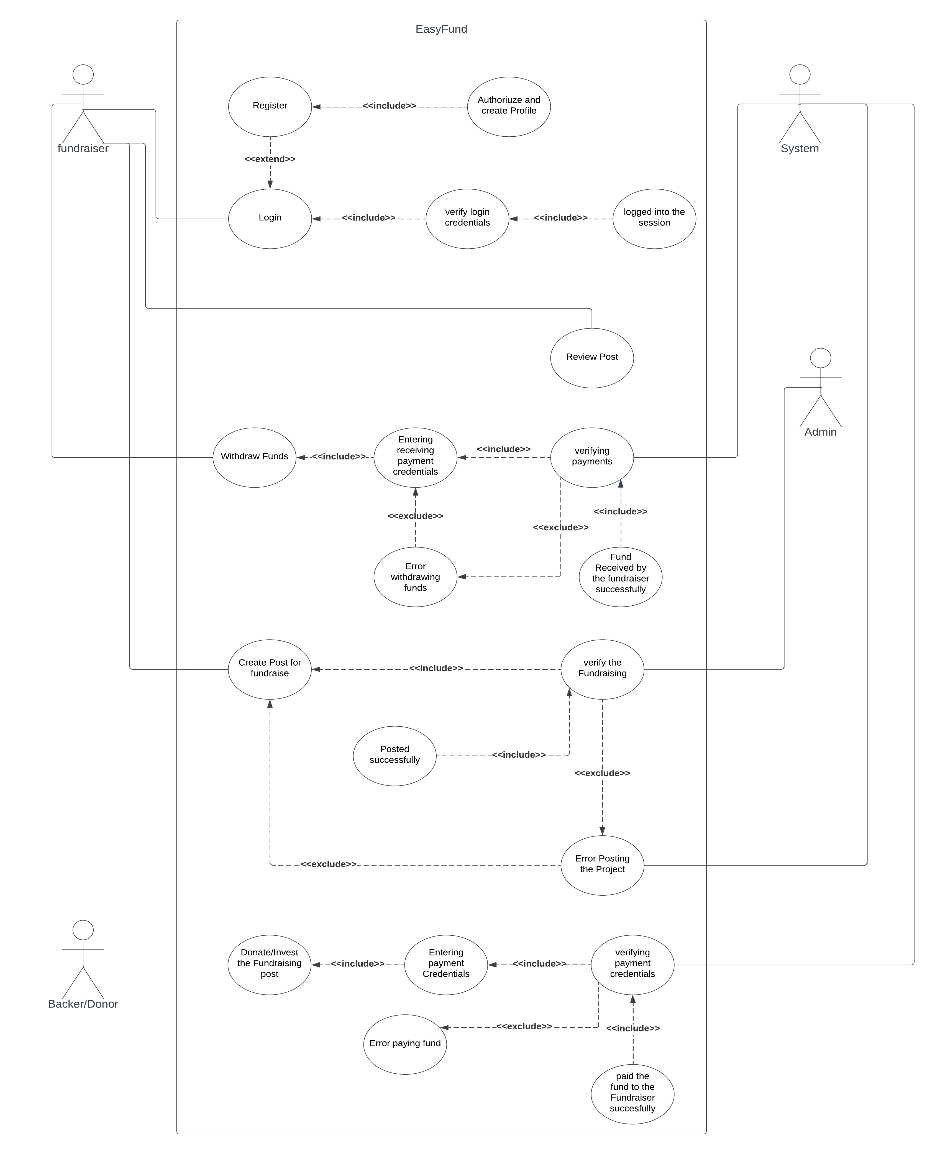 EasyFund
fundraiser
System
Register
<<include>>
Authoriuze and
create Profile
<<extend>>
Login
<<include>>
verify login
credentials
<<include>>
logged into the
session
Review Post
Admin
Withdraw Funds
<<include>>
Entering
receiving
payment
credentials
<<include>>
verifying
payments
<<exclude>>
<<exclude>>
<<include>>
Error
withdrawing
funds
Fund
Received by
the fundraiser
successfully
Create Post for
fundraise
<<include>>
verify the
Fundraising
Posted
successfully
<<include>>
<<exclude>>
<<exclude>>
Error Posting
the Project
Backer/Donor
Donate/Invest
the Fundraising
post
<<include>>
Entering
payment
Credentials
<<include>>
verifying
payment
credentials
<<exclude>>
<<include>>
Error paying fund
paid the
fund to the
Fundraiser
succesfully